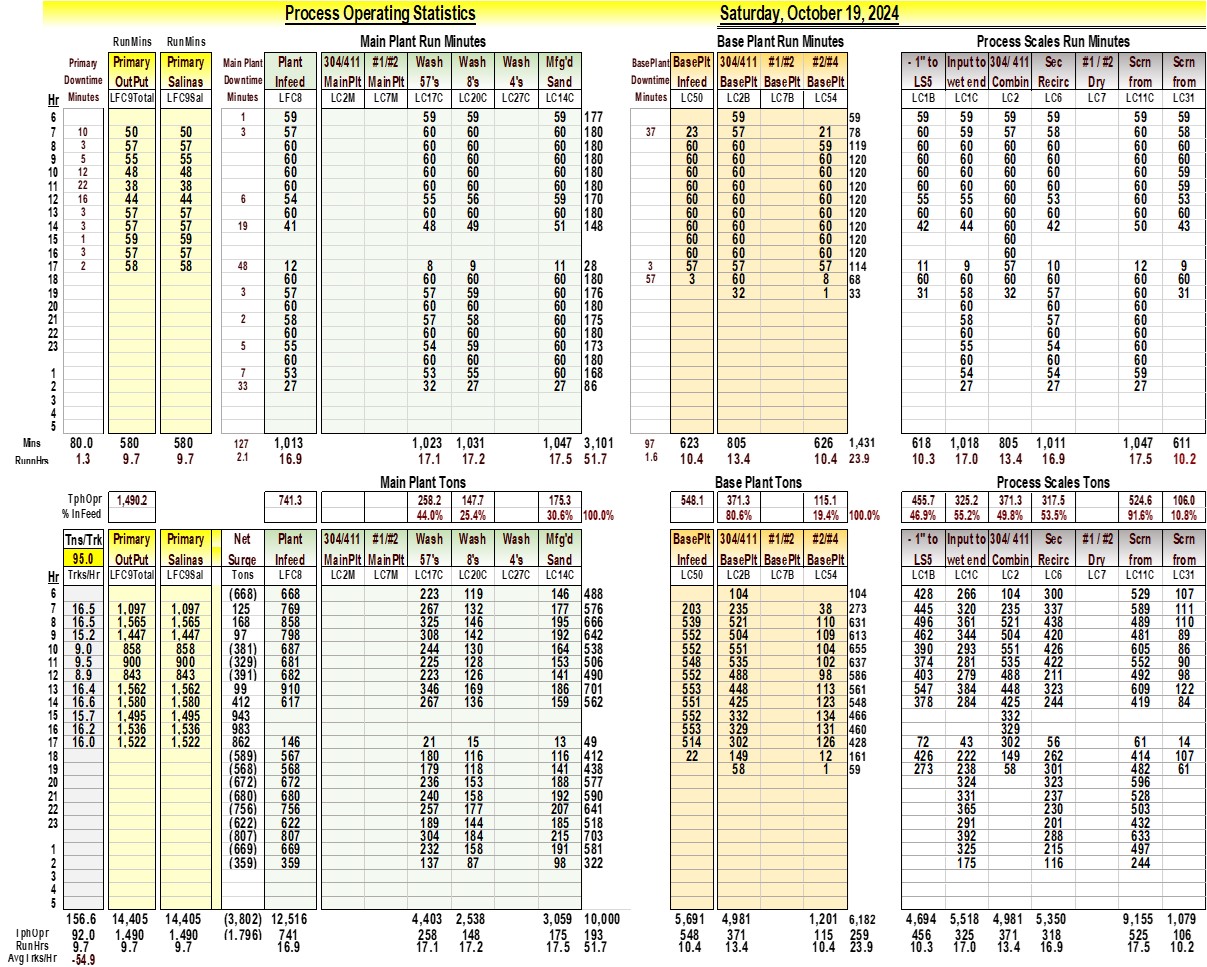 Process Operating Statistics Saturday, October 19, 2024
RunMins RunMins Main Plant Run Minutes Base Plant Run Minutes Process Scales Run Minutes
Primary Primary Primary Main Plant Plant 304/411 #1/#2 Wash Wash Wash Mfg'd BasePlant BasePlt 304/411 #1/#2 #2/#4 - 1" to Input to 304/ 411 Sec #1 / #2 Scrn Scrn
Downtime OutPut Salinas Downtime Infeed MainPlt MainPlt 57's 8's 4's Sand Downtime Infeed BasePlt BasePlt BasePlt LS5 wet end Combin Recirc Dry from from
Hr Minutes LFC9Total LFC9Sal Minutes LFC8 LC2M LC7M LC17C LC20C LC27C LC14C Minutes LC50 LC2B LC7B LC54 LC1B LC1C LC2 LC6 LC7 LC11C LC31
6 1 59 59 59 59 177 59 59 59 59 59 59 59 59
7 10 50 50 3 57 60 60 60 180 37 23 57 21 78 60 59 57 58 60 58
8 3 57 57 60 60 60 60 180 60 60 59 119 60 60 60 60 60 60
9 5 55 55 60 60 60 60 180 60 60 60 120 60 60 60 60 60 60
10 12 48 48 60 60 60 60 180 60 60 60 120 60 60 60 60 60 59
11 22 38 38 60 60 60 60 180 60 60 60 120 60 60 60 60 60 59
12 16 44 44 6 54 55 56 59 170 60 60 60 120 55 55 60 53 60 53
13 3 57 57 60 60 60 60 180 60 60 60 120 60 60 60 60 60 60
14 3 57 57 19 41 48 49 51 148 60 60 60 120 42 44 60 42 50 43
15 1 59 59 60 60 60 120 60
16 3 57 57 60 60 60 120 60
17 2 58 58 48 12 8 9 11 28 3 57 57 57 114 11 9 57 10 12 9
18 60 60 60 60 180 57 3 60 8 68 60 60 60 60 60 60
19 3 57 57 59 60 176 32 1 33 31 58 32 57 60 31
20 60 60 60 60 180 60 60 60
21 2 58 57 58 60 175 58 57 60
22 60 60 60 60 180 60 60 60
23 5 55 54 59 60 173 55 54 60
60 60 60 60 180 60 60 60
1 7 53 53 55 60 168 54 54 59
2 33 27 32 27 27 86 27 27 27
3
4
5
Mins 80.0 580 580 127 1,013 1,023 1,031 1,047 3,101 97 623 805 626 1,431 618 1,018 805 1,011 1,047 611
RunnHrs 1.3 9.7 9.7 2.1 16.9 17.1 17.2 17.5 51.7 1.6 10.4 13.4 10.4 23.9 10.3 17.0 13.4 16.9 17.5 10.2
Main Plant Tons Base Plant Tons Process Scales Tons
TphOpr 1,490.2 741.3 258.2 147.7 175.3 548.1 371.3 115.1 455.7 325.2 371.3 317.5 524.6 106.0
% InFeed 44.0% 25.4% 30.6% 100.0% 80.6% 19.4% 100.0% 46.9% 55.2% 49.8% 53.5% 91.6% 10.8%
Tns/Trk Primary Primary Net Plant 304/411 #1/#2 Wash Wash Wash Mfg'd BasePlt 304/411 #1/#2 #2/#4 - 1" to Input to 304/ 411 Sec #1 / #2 Scrn Scrn
95.0 OutPut Salinas Surge Infeed MainPlt MainPlt 57's 8's 4's Sand Infeed BasePlt BasePlt BasePlt LS5 wet end Combin Recirc Dry from from
Hr Trks/Hr LFC9Total LFC9Sal Tons LFC8 LC2M LC7M LC17C LC20C LC27C LC14C LC50 LC2B LC7B LC54 LC1B LC1C LC2 LC6 LC7 LC11C LC31
6 (668) 668 223 119 146 488 104 104 428 266 104 300 529 107
7 16.5 1,097 1,097 125 769 267 132 177 576 203 235 38 273 445 320 235 337 589 111
8 16.5 1,565 1,565 168 858 325 146 195 666 539 521 110 631 496 361 521 438 489 110
9 15.2 1,447 1,447 97 798 308 142 192 642 552 504 109 613 462 344 504 420 481 89
10 9.0 858 858 (381) 687 244 130 164 538 552 551 104 655 390 293 551 426 605 86
11 9.5 900 900 (329) 681 225 128 153 506 548 535 102 637 374 281 535 422 552 90
12 8.9 843 843 (391) 682 223 126 141 490 552 488 98 586 403 279 488 211 492 98
13 16.4 1,562 1,562 99 910 346 169 186 701 553 448 113 561 547 384 448 323 609 122
14 16.6 1,580 1,580 412 617 267 136 159 562 551 425 123 548 378 284 425 244 419 84
15 15.7 1,495 1,495 943 552 332 134 466 332
16 16.2 1,536 1,536 983 553 329 131 460 329
17 16.0 1,522 1,522 862 146 21 15 13 49 514 302 126 428 72 43 302 56 61 14
18 (589) 567 180 116 116 412 22 149 12 161 426 222 149 262 414 107
19 (568) 568 179 118 141 438 58 1 59 273 238 58 301 482 61
20 (672) 672 236 153 188 577 324 323 596
21 (680) 680 240 158 192 590 331 237 528
22 (756) 756 257 177 207 641 365 230 503
23 (622) 622 189 144 185 518 291 201 432
(807) 807 304 184 215 703 392 288 633
1 (669) 669 232 158 191 581 325 215 497
2 (359) 359 137 87 98 322 175 116 244
3
4
5
156.6 14,405 14,405 (3,802) 12,516 4,403 2,538 3,059 10,000 5,691 4,981 1,201 6,182 4,694 5,518 4,981 5,350 9,155 1,079
TphOpr 92.0 1,490 1,490 (1,796) 741 258 148 175 193 548 371 115 259 456 325 371 318 525 106
RunHrs 9.7 9.7 9.7 16.9 17.1 17.2 17.5 51.7 10.4 13.4 10.4 23.9 10.3 17.0 13.4 16.9 17.5 10.2
AvgTrks/Hr -54.9